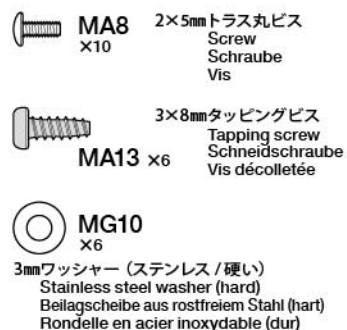 MA8
×10
2×5mmトラス丸ビス
Screw
Schraube
Vis
MA13 ×6
3×8mmタッピングビス
Tapping screw
Schneidschraube
Vis décolletée
MG10
×6
3mmワッシャー（ステンレス / 硬い）
Stainless steel washer (hard)
Beilagscheibe aus rostfreiem Stahl (hart)
Rondelle en acier inoxydable (dur)